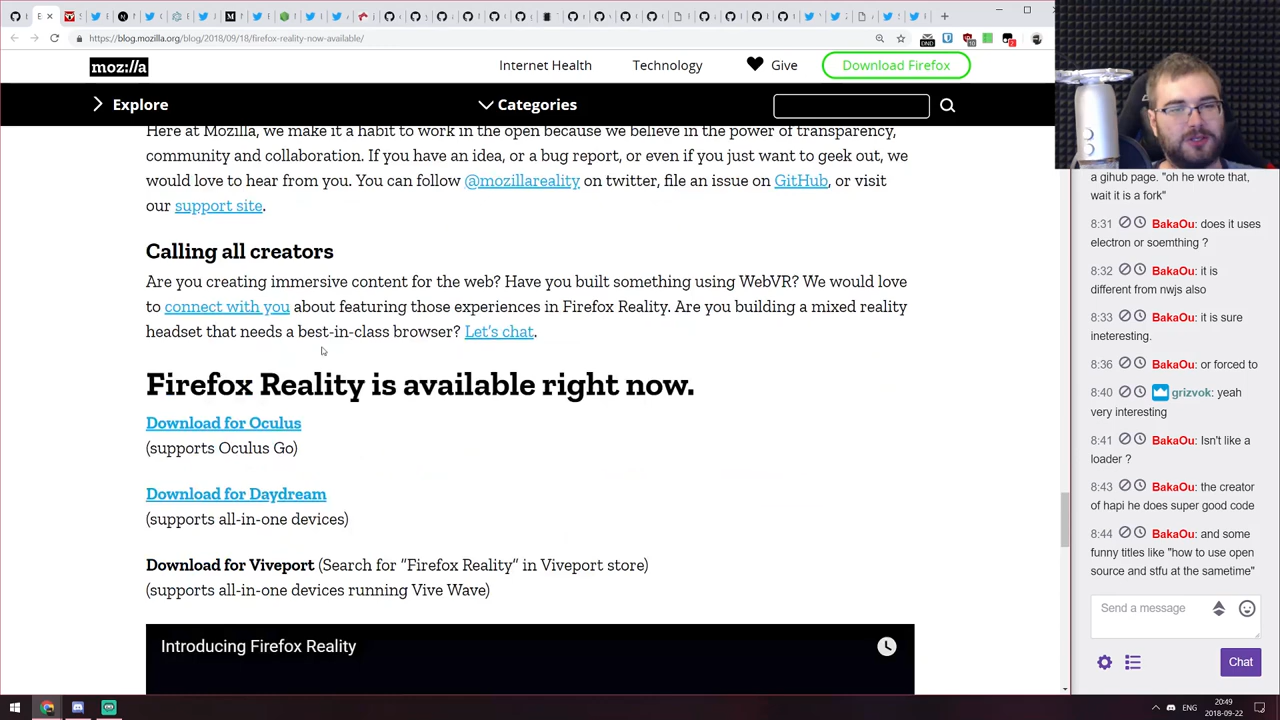 https://blog.mozilla.org/blog/2018/09/18/firefox-reality-now-available/
DND
10
2
moz://a
Internet Health
Technology
Give
Download Firefox
Explore
Categories
Here at Mozilla, we make it a habit to work in the open because we believe in the power of transparency,
community and collaboration. If you have an idea, or a bug report, or even if you just want to geek out, we
would love to hear from you. You can follow @mozillareality on twitter, file an issue on GitHub, or visit
our support site.
Calling all creators
Are you creating immersive content for the web? Have you built something using WebVR? We would love
to connect with you about featuring those experiences in Firefox Reality. Are you building a mixed reality
headset that needs a best-in-class browser? Let's chat.
Firefox Reality is available right now.
Download for Oculus
(supports Oculus Go)
Download for Daydream
(supports all-in-one devices)
Download for Viveport (Search for "Firefox Reality" in Viveport store)
(supports all-in-one devices running Vive Wave)
Introducing Firefox Reality
a gihub page. "oh he wrote that,
wait it is a fork"
8:31 BakaOu: does it uses
electron or soemthing ?
8:32 BakaOu: it is
different from nwjs also
8:33 BakaOu: it is sure
ineteresting.
8:36 BakaOu: or forced to
8:40 grizvok: yeah
very interesting
8:41 BakaOu: Isn't like a
loader ?
8:43 BakaOu: the creator
of hapi he does super good code
8:44 BakaOu: and some
funny titles like "how to use open
source and stfu at the sametime"
Send a message
Chat
ENG
20:49
2018-09-22